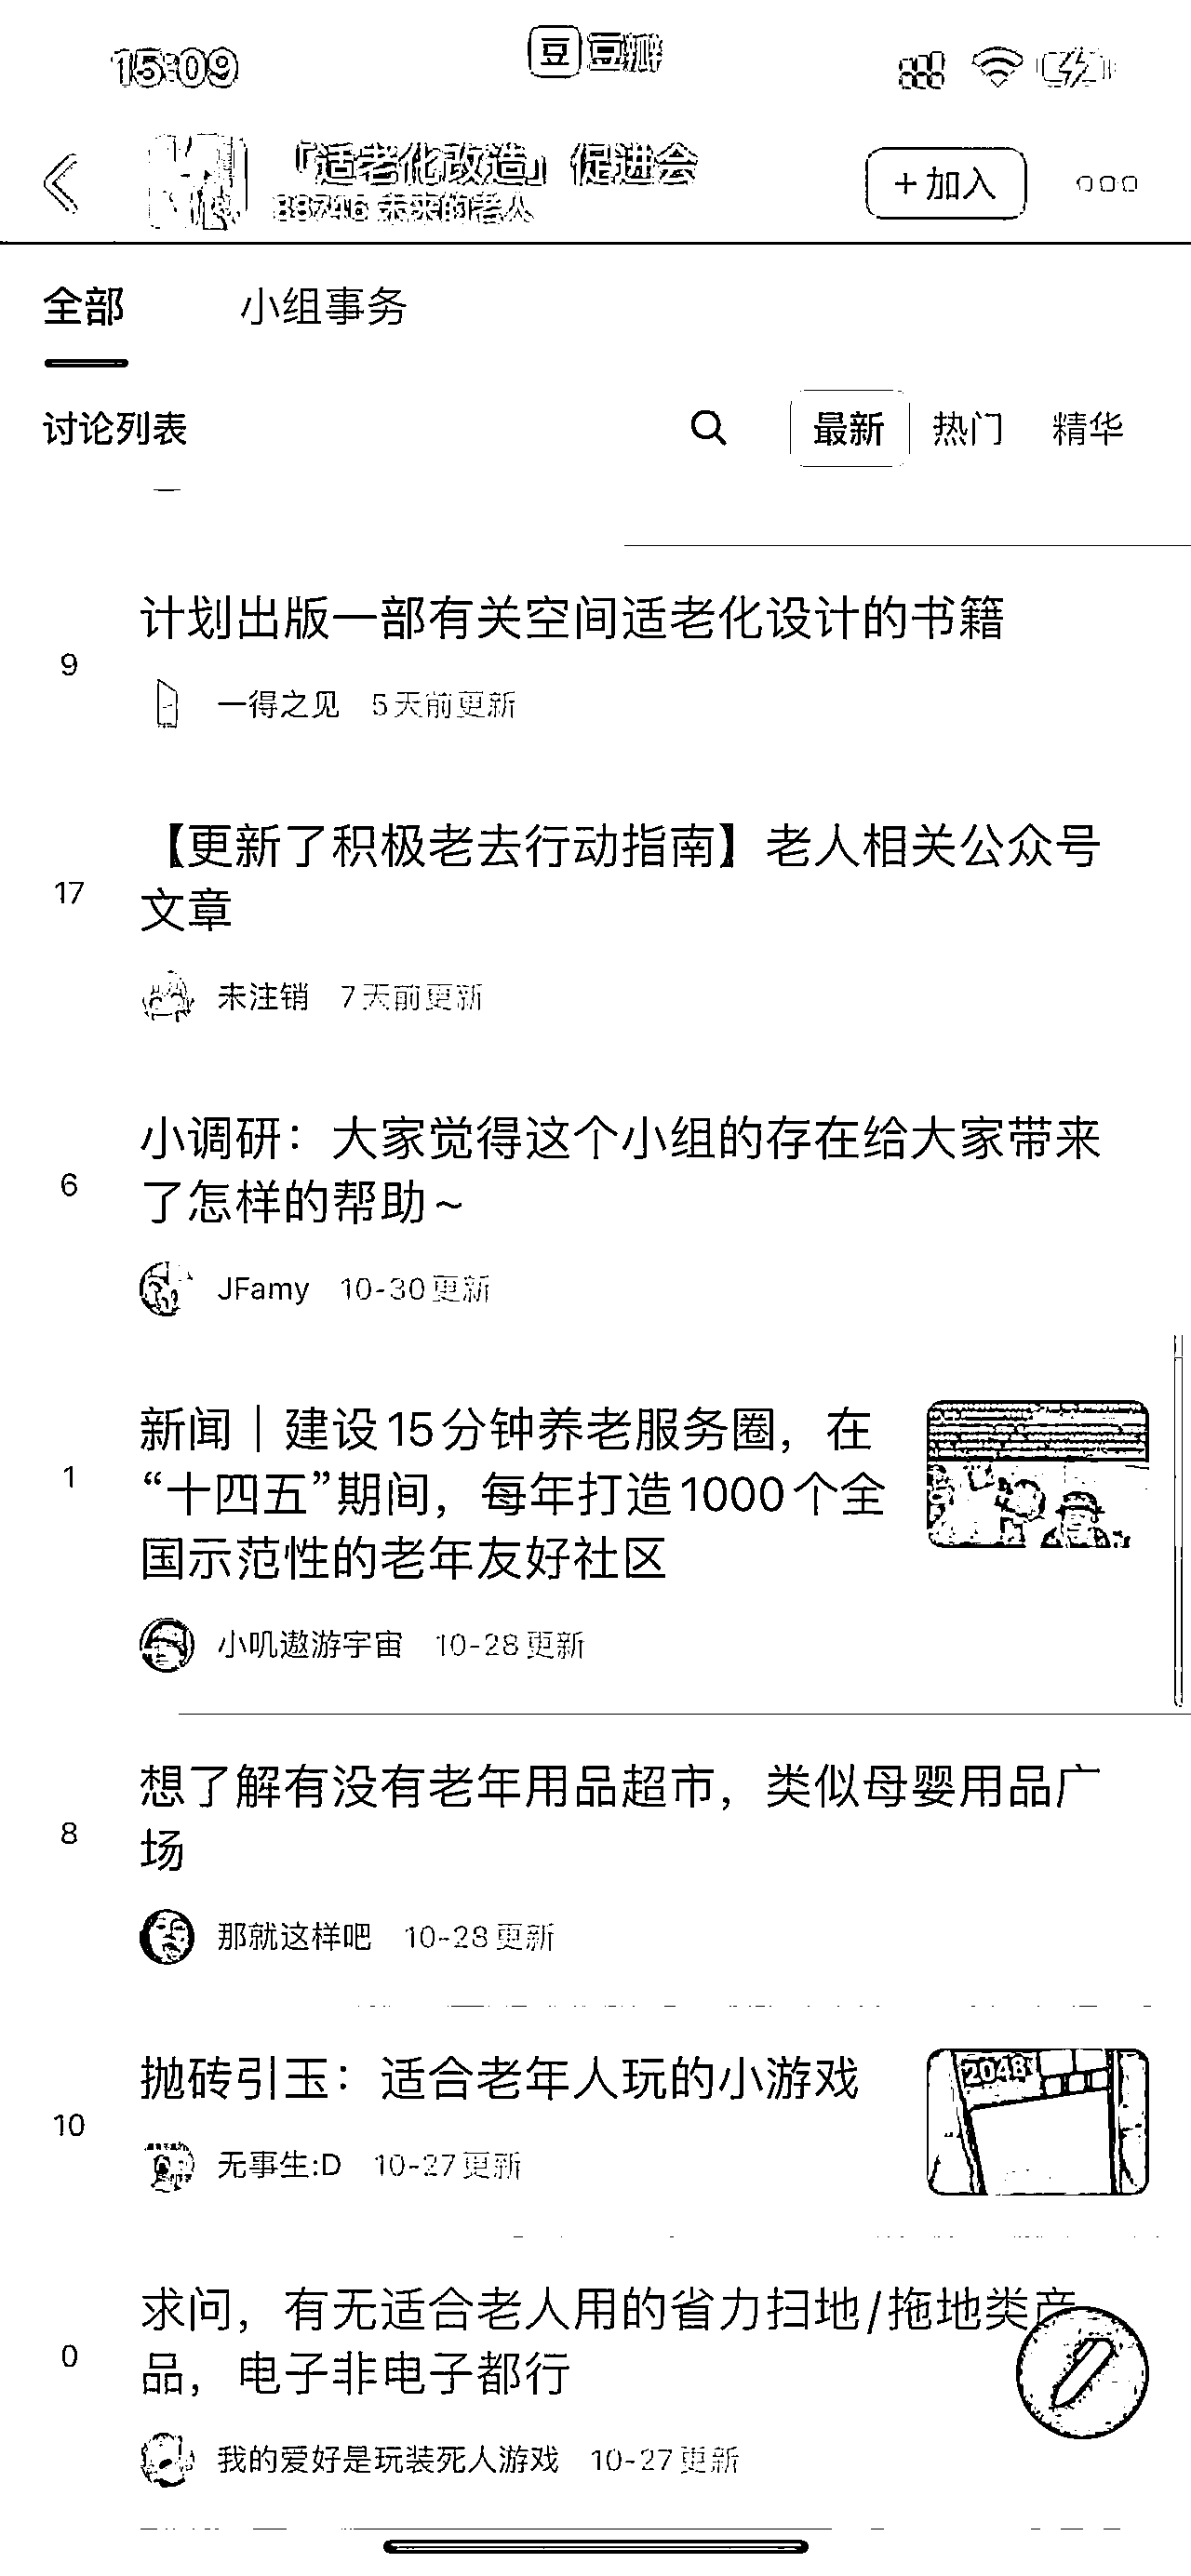 15:09
豆 豆瓣
「适老化改造」促进会
38746 未来的老人
+加入
全部
小组事务
讨论列表
最新
热门
精华
计划出版一部有关空间适老化设计的书籍
9
一得之见 5天前更新
【更新了积极老去行动指南】老人相关公众号
17
文章
未注销 7天前更新
小调研：大家觉得这个小组的存在给大家带来
6
了怎样的帮助~
JFamy 10-30更新
新闻｜建设15分钟养老服务圈，在
1
“十四五”期间，每年打造1000个全
国示范性的老年友好社区
小叽遨游宇宙 10-28更新
想了解有没有老年用品超市，类似母婴用品广
8
场
那就这样吧 10-28更新
抛砖引玉：适合老年人玩的小游戏
2048
10
无事生:D 10-27更新
求问，有无适合老人用的省力扫地/拖地类产
0
品，电子非电子都行
我的爱好是玩装死人游戏 10-27更新